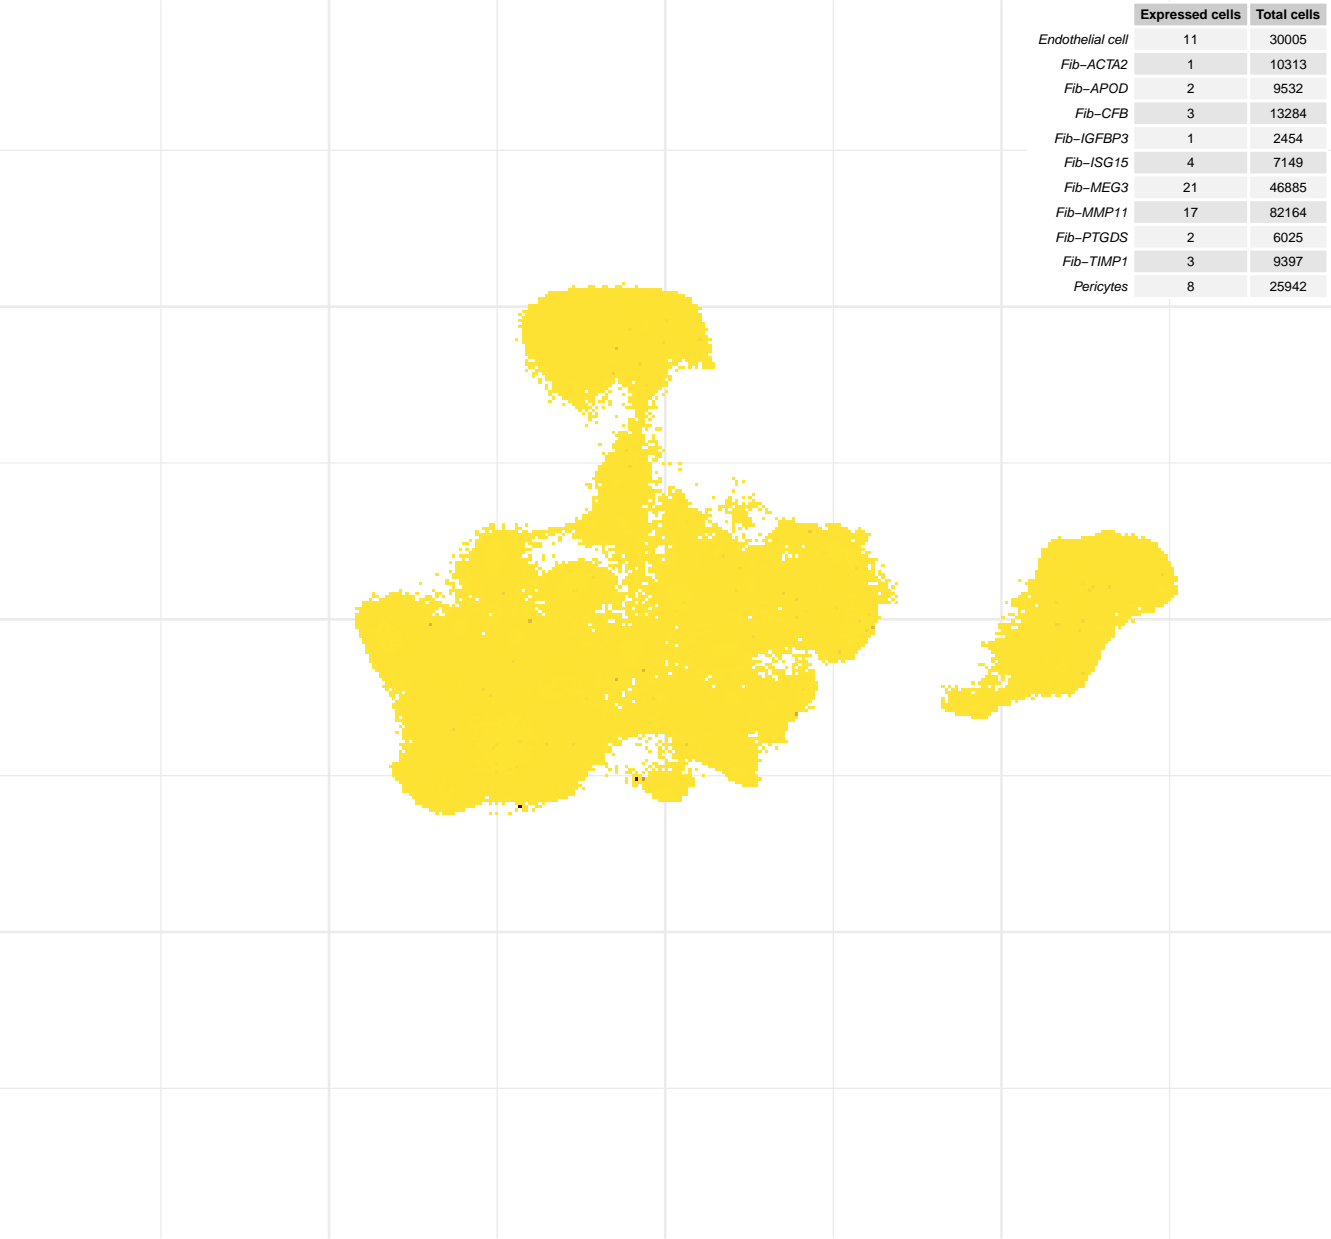 Expressed cells Total cells
Endothelial cell 11 30005
Fib−ACTA2 1 10313
Fib−APOD 2 9532
Fib−CFB 3 13284
Fib−IGFBP3 1 2454
Fib−ISG15 4 7149
Fib−MEG3 21 46885
Fib−MMP11 17 82164
Fib−PTGDS 2 6025
Fib−TIMP1 3 9397
Pericytes 8 25942